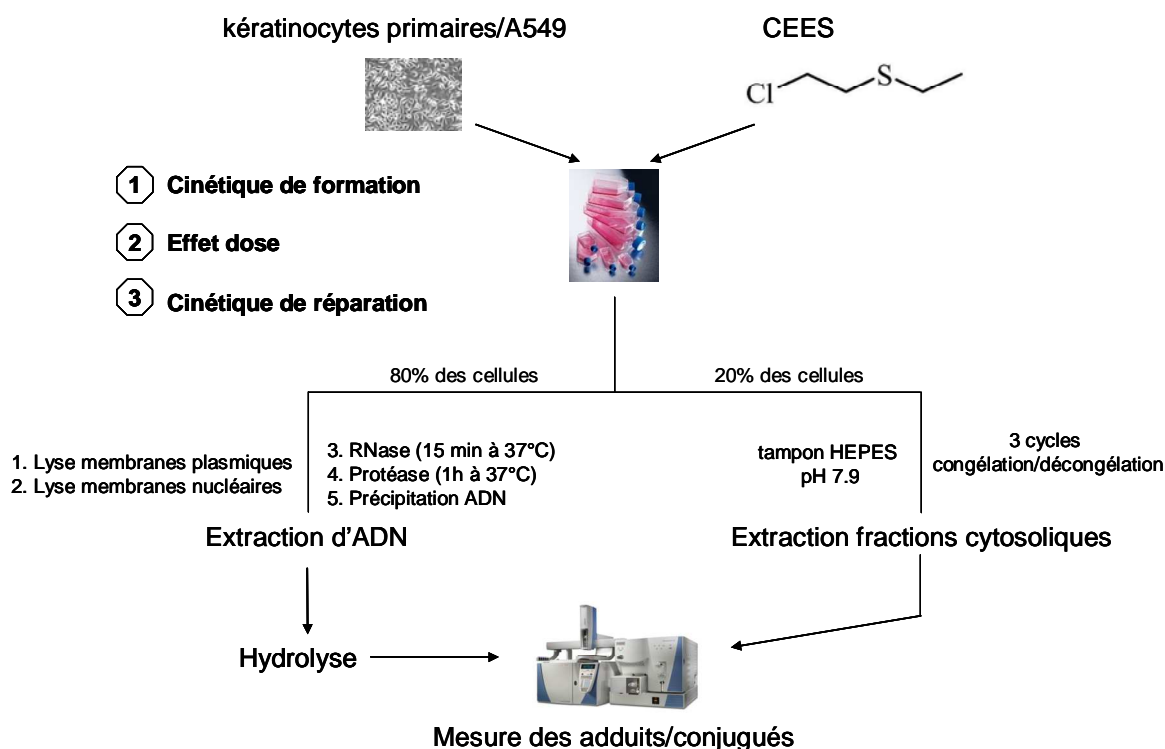 kératinocytes primaires/A549
CEES
Cl
S
1 Cinétique de formation
2 Effet dose
3 Cinétique de réparation
80% des cellules
20% des cellules
1. Lyse membranes plasmiques
2. Lyse membranes nucléaires
3. RNase (15 min à 37°C)
4. Protéase (1h à 37°C)
5. Précipitation ADN
tampon HEPES
pH 7.9
3 cycles
congélation/décongélation
Extraction d'ADN
Extraction fractions cytosoliques
Hydrolyse
Mesure des adduits/conjugués